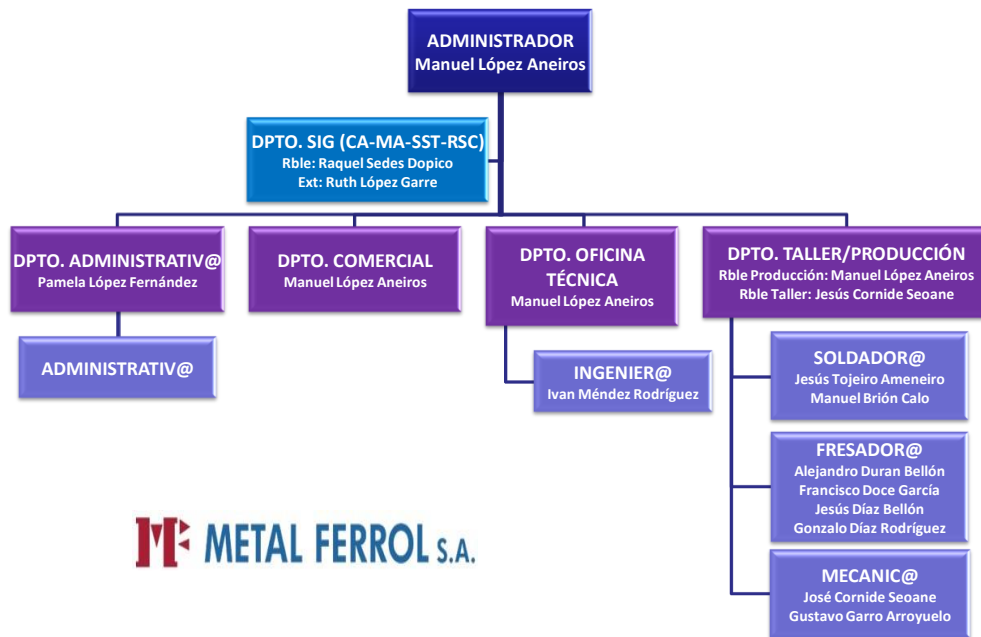 ADMINISTRADOR
Manuel López Aneiros
DPTO. SIG (CA-MA-SST-RSC)
Rble: Raquel Sedes Dopico
Ext: Ruth López Garre
DPTO. ADMINISTRATIV@
Pamela López Fernández
DPTO. COMERCIAL
Manuel López Aneiros
DPTO. OFICINA
TÉCNICA
Manuel López Aneiros
DPTO. TALLER/PRODUCCIÓN
Rble Producción: Manuel López Aneiros
Rble Taller: Jesús Cornide Seoane
ADMINISTRATIV@
INGENIER@
Ivan Méndez Rodríguez
SOLDADOR@
Jesús Tojeiro Ameneiro
Manuel Brión Calo
FRESADOR@
Alejandro Duran Bellón
Francisco Doce García
Jesús Díaz Bellón
Gonzalo Díaz Rodríguez
MECANIC@
José Cornide Seoane
Gustavo Garro Arroyuelo
METAL FERROL S.A.